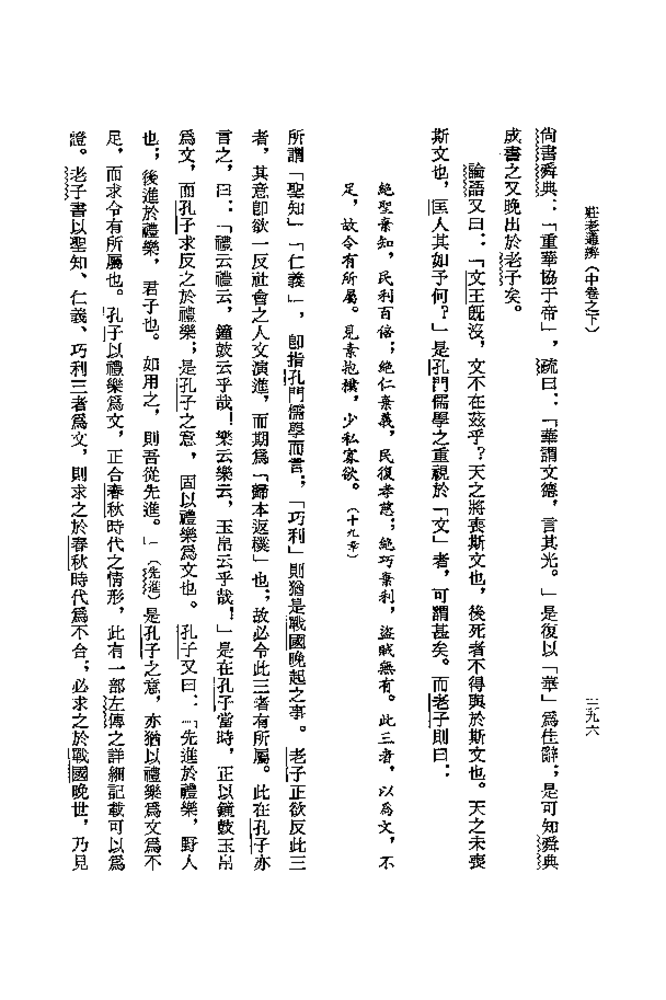 莊老通辨(中卷之下)
三九六
尚書舜典:「重華協于帝」,疏曰:「華謂文德,言其光。」是復以「華」爲佳辭;是可知舜典
成書之又晚出於老子矣。
論語又曰:「文王旣沒,文不在茲乎?天之將喪斯文也,後死者不得與於斯文也。天之未喪
斯文也,匡人其如予何?」是孔門儒學之重視於「文」者,可謂甚矣。而老子則曰:
絕聖棄知,民利百倍;絕仁棄義,民復孝慈;絕巧棄利,盜賊無有。此三者,以爲文,不
足,故令有所屬。見素抱樸,少私寡欲。(十九章)
所謂「聖知」「仁義」,卽指孔門儒學而言;「巧利」則猶是戰國晚起之事。老子正欲反此三
者,其意卽欲一反社會之人文演進,而期爲「歸本返樸」也;故必令此三者有所屬。此在孔子亦
言之,曰:「禮云禮云,鐘鼓云乎哉!樂云樂云,玉帛云乎哉!」是在孔子當時,正以鐘鼓玉帛
爲文,而孔子求反之於禮樂;是孔子之意,固以禮樂爲文也。孔子又曰:「先進於禮樂,野人
也;後進於禮樂,君子也。如用之,則吾從先進。」(先進)是孔子之意,亦猶以禮樂爲文爲不
足,而求令有所屬也。孔子以禮樂爲文,正合春秋時代之情形,此有一部左傳之詳細記載可以爲
證。老子書以聖知、仁義、巧利三者爲文,則求之於春秋時代爲不合;必求之於戰國晚世,乃見